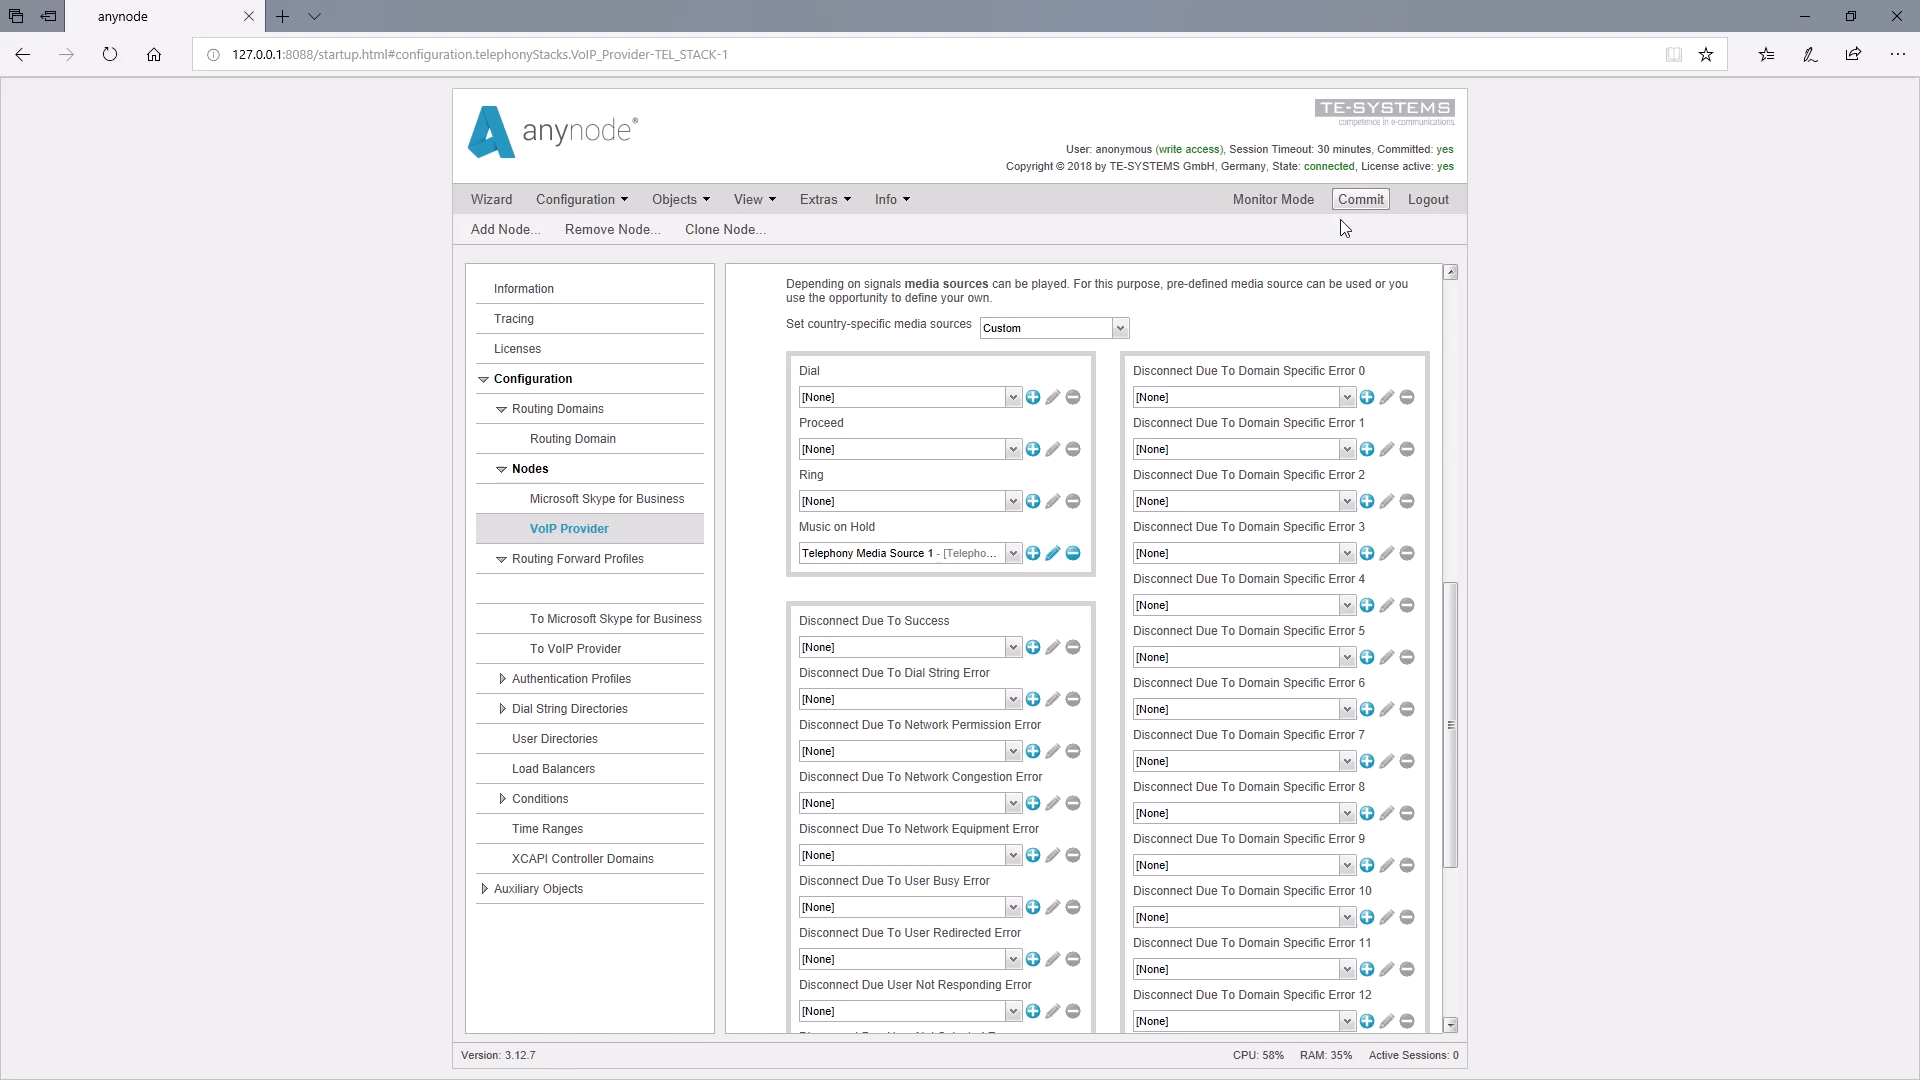 anynode
127.0.0.1:8088/startup.html#configuration.telephonyStacks.VoIP_Provider-TEL_STACK-1
anynode®
TE-SYSTEMS
competence in e-communications
User: anonymous (write access), Session Timeout: 30 minutes, Committed: yes
Copyright © 2018 by TE-SYSTEMS GmbH, Germany, State: connected, License active: yes
Wizard Configuration Objects View Extras Info Monitor Mode Commit Logout
Add Node... Remove Node... Clone Node...
Information
Tracing
Licenses
Configuration
Routing Domains
Routing Domain
Nodes
Microsoft Skype for Business
VoIP Provider
Routing Forward Profiles
To Microsoft Skype for Business
To VoIP Provider
Authentication Profiles
Dial String Directories
User Directories
Load Balancers
Conditions
Time Ranges
XCAPI Controller Domains
Auxiliary Objects
Depending on signals media sources can be played. For this purpose, pre-defined media source can be used or you
use the opportunity to define your own.
Set country-specific media sources Custom
Dial
[None]
Proceed
[None]
Ring
[None]
Music on Hold
Telephony Media Source 1 - [Telepho...
Disconnect Due To Success
[None]
Disconnect Due To Dial String Error
[None]
Disconnect Due To Network Permission Error
[None]
Disconnect Due To Network Congestion Error
[None]
Disconnect Due To Network Equipment Error
[None]
Disconnect Due To User Busy Error
[None]
Disconnect Due To User Redirected Error
[None]
Disconnect Due User Not Responding Error
[None]
Disconnect Due To Domain Specific Error 0
[None]
Disconnect Due To Domain Specific Error 1
[None]
Disconnect Due To Domain Specific Error 2
[None]
Disconnect Due To Domain Specific Error 3
[None]
Disconnect Due To Domain Specific Error 4
[None]
Disconnect Due To Domain Specific Error 5
[None]
Disconnect Due To Domain Specific Error 6
[None]
Disconnect Due To Domain Specific Error 7
[None]
Disconnect Due To Domain Specific Error 8
[None]
Disconnect Due To Domain Specific Error 9
[None]
Disconnect Due To Domain Specific Error 10
[None]
Disconnect Due To Domain Specific Error 11
[None]
Disconnect Due To Domain Specific Error 12
[None]
Version: 3.12.7
CPU: 58% RAM: 35% Active Sessions: 0